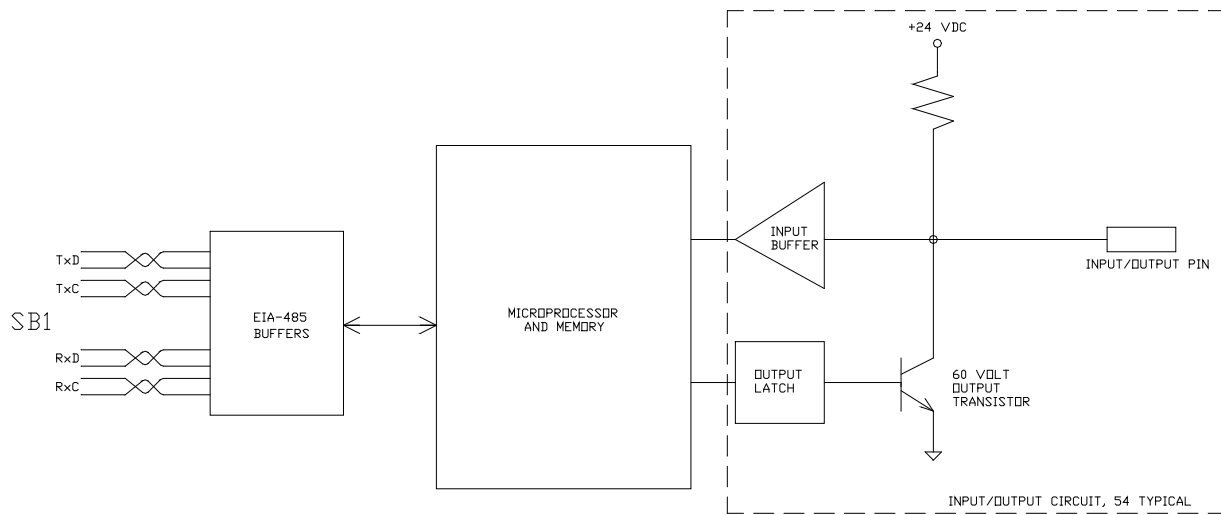 +24 VDC
INPUT
BUFFER
INPUT/OUTPUT PIN
TxD
TxC
SB1
RxD
RxC
EIA-485
BUFFERS
MICROPROCESSOR
AND MEMORY
OUTPUT
LATCH
60 VOLT
OUTPUT
TRANSISTOR
INPUT/OUTPUT CIRCUIT, 54 TYPICAL